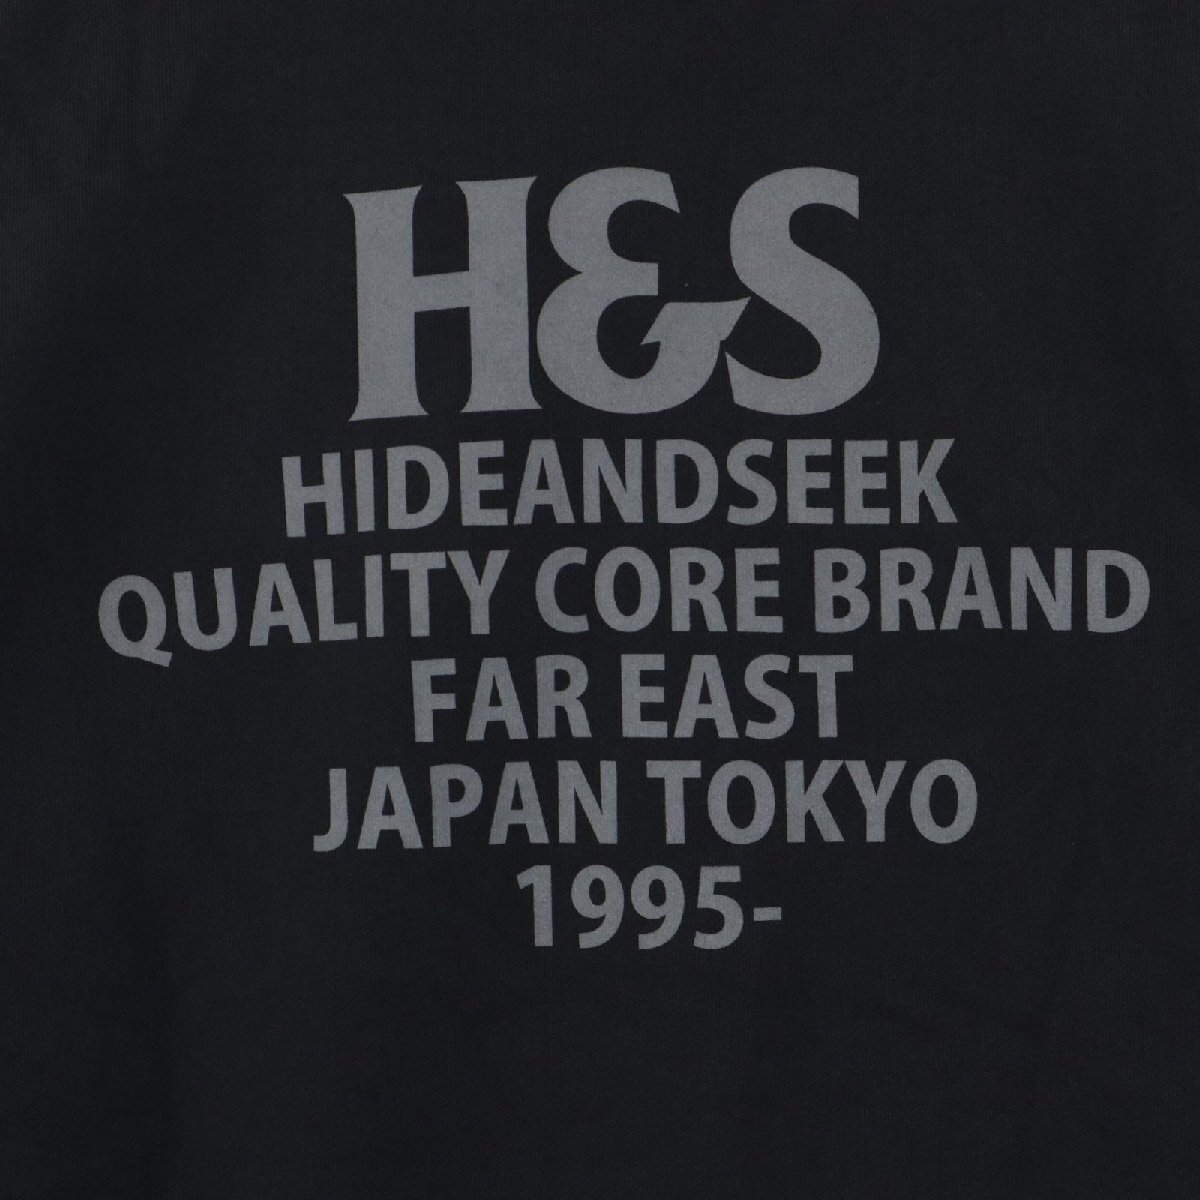 H&S
HIDEANDSEEK
QUALITY CORE BRAND
FAR EAST
JAPAN TOKYO
1995-